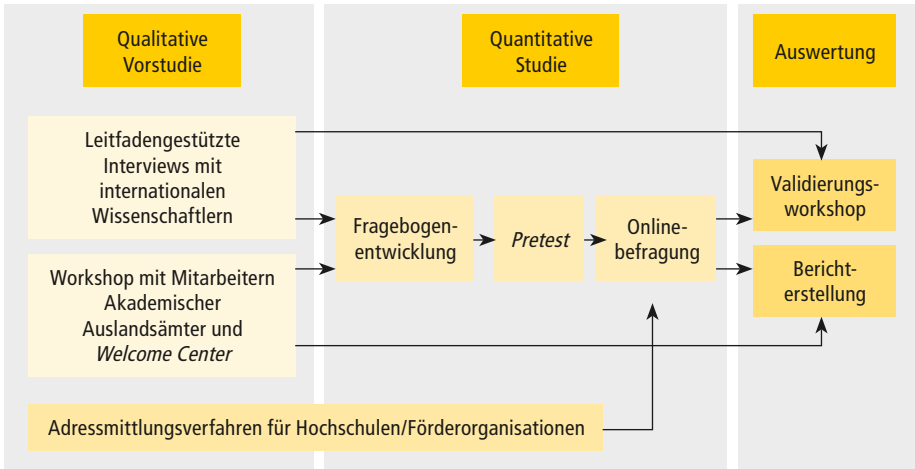 Qualitative
Vorstudie
Quantitative
Studie
Auswertung
Leitfadengestützte
Interviews mit
internationalen
Wissenschaftlern
Workshop mit Mitarbeitern
Akademischer
Auslandsämter und
Welcome Center
Fragebogen-
entwicklung
Pretest
Online-
befragung
Validierungs-
workshop
Bericht-
erstellung
Adressmittlungsverfahren für Hochschulen/Förderorganisationen